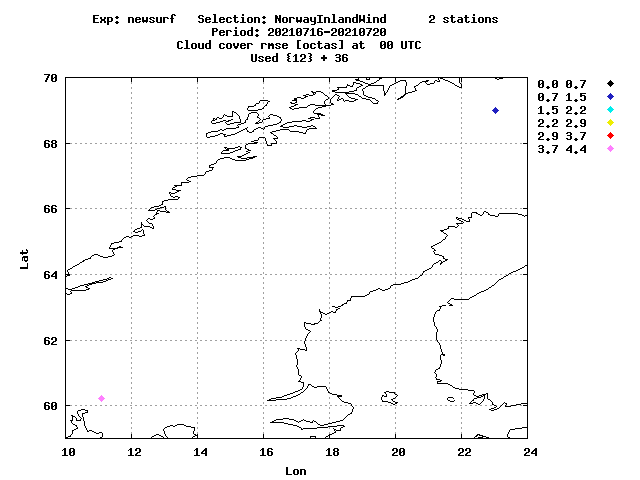 Exp: newsurf   Selection: NorwayInlandWind      2 stations
Period: 20210716-20210720
Cloud cover rmse [octas] at  00 UTC
Used {12} + 36
70
68
66
64
62
60
Lat
10 12 14 16 18 20 22 24
Lon
0.0 0.7
0.7 1.5
1.5 2.2
2.2 2.9
2.9 3.7
3.7 4.4